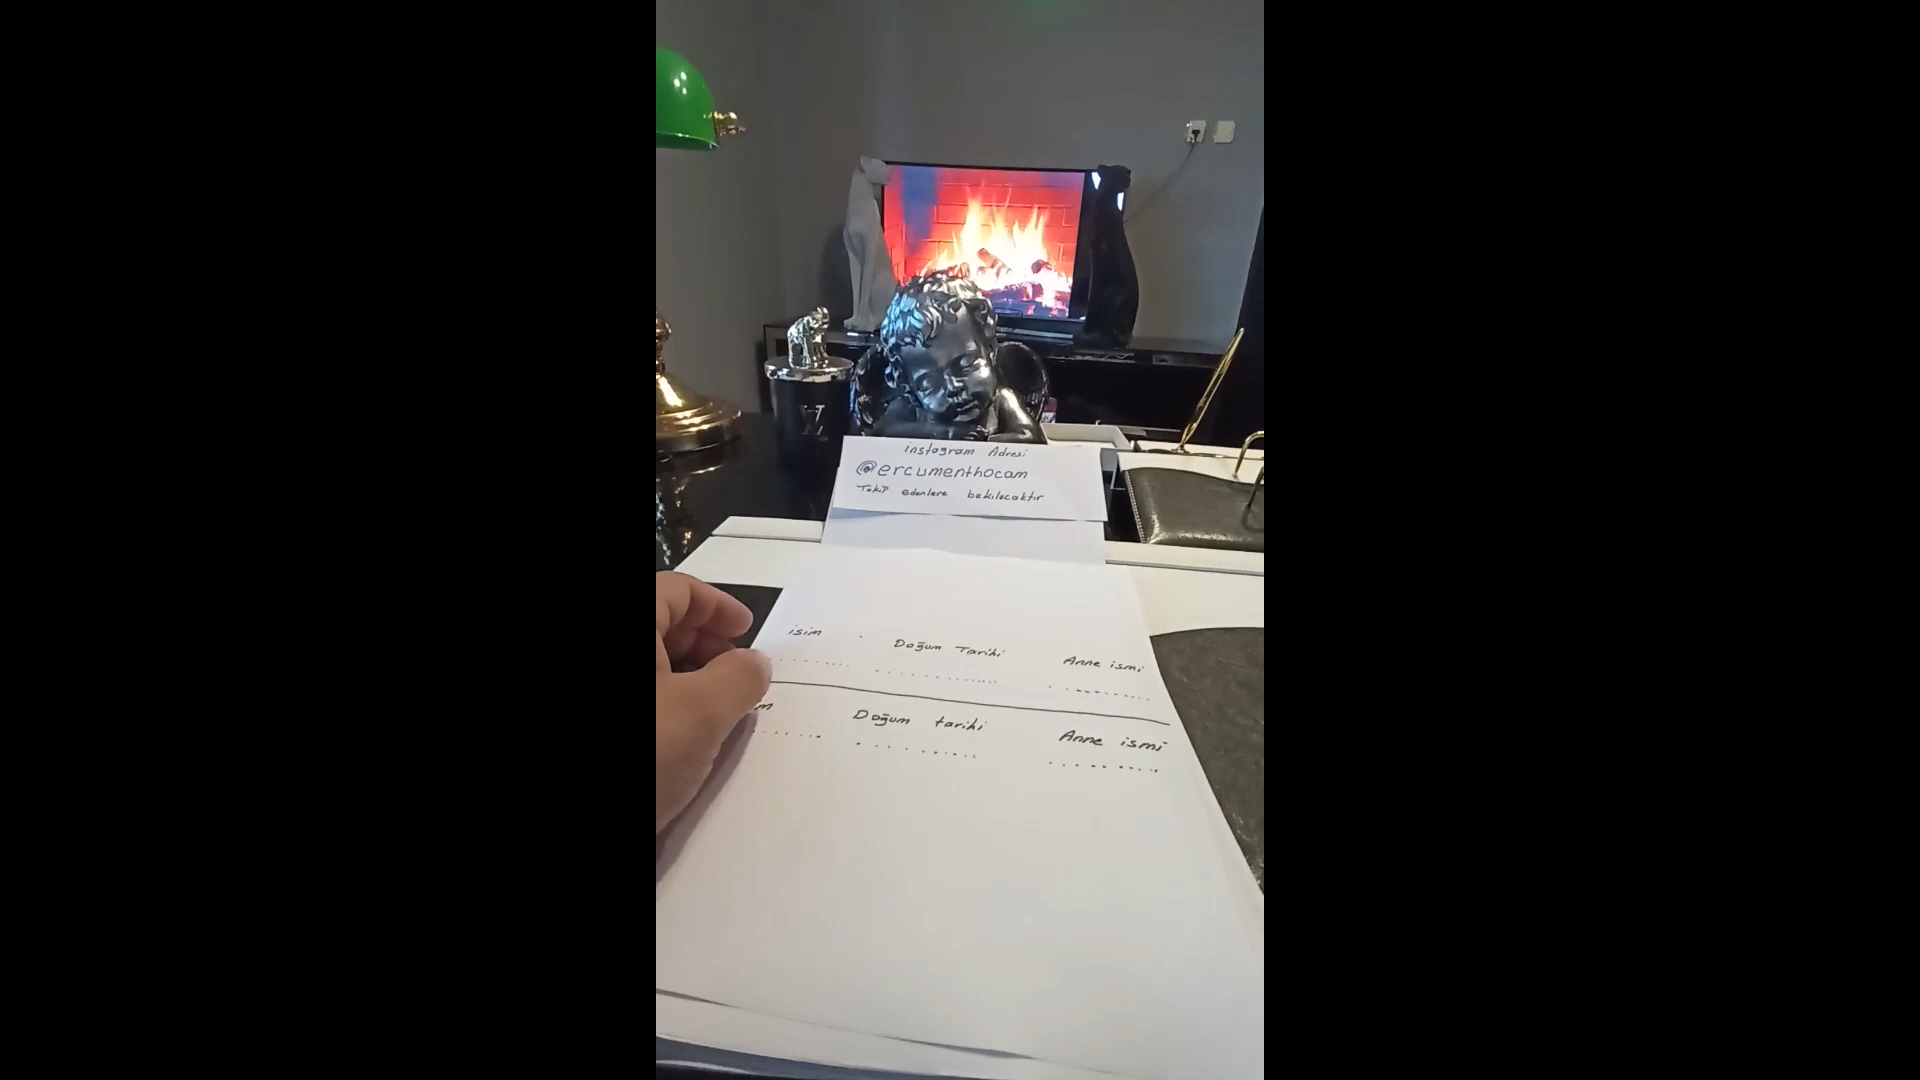 instagram Adresi
@ercumenthocam
Takip edenlere bakılacaktır
isim Doğum Tarihi Anne ismi
Doğum tarihi Anne ismi